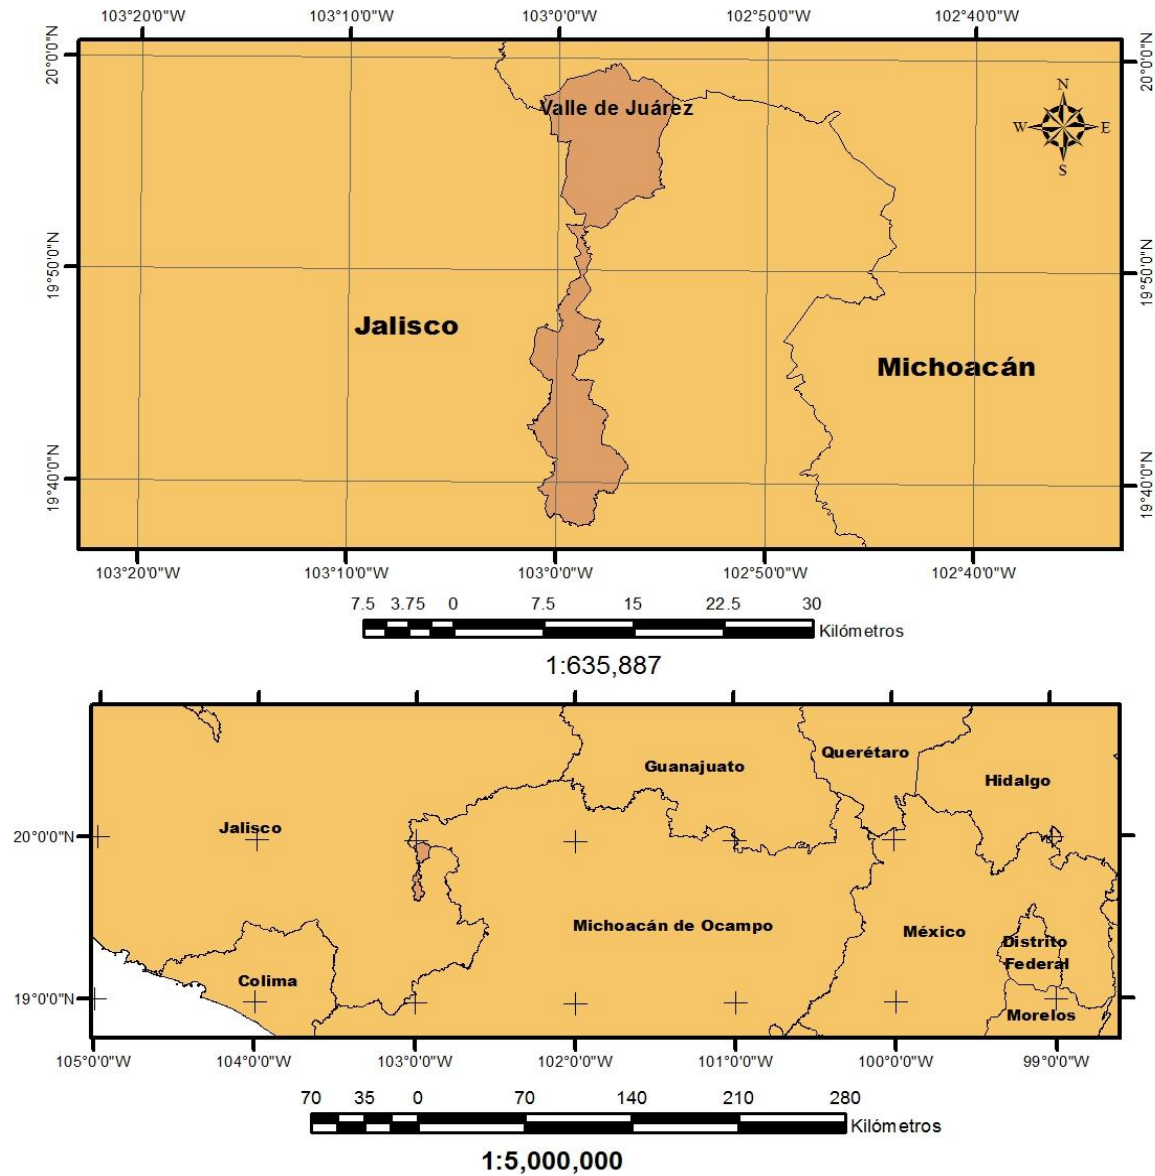 103°20'0"W 103°10'0"W 103°0'0"W 102°50'0"W 102°40'0"W
20°0'0"N 20°0'0"N
N
Valle de Juárez
W E
S
19°50'0"N 19°50'0"N
Jalisco
Michoacán
19°40'0"N 19°40'0"N
103°20'0"W 103°10'0"W 103°0'0"W 102°50'0"W 102°40'0"W
7.5 3.75 0 7.5 15 22.5 30
Kilómetros
1:635,887
Querétaro
Guanajuato
Hidalgo
Jalisco
20°0'0"N
Michoacán de Ocampo
México
Distrito
Federal
Colima
19°0'0"N
Morelos
105°0'0"W 104°0'0"W 103°0'0"W 102°0'0"W 101°0'0"W 100°0'0"W 99°0'0"W
70 35 0 70 140 210 280
Kilómetros
1:5,000,000